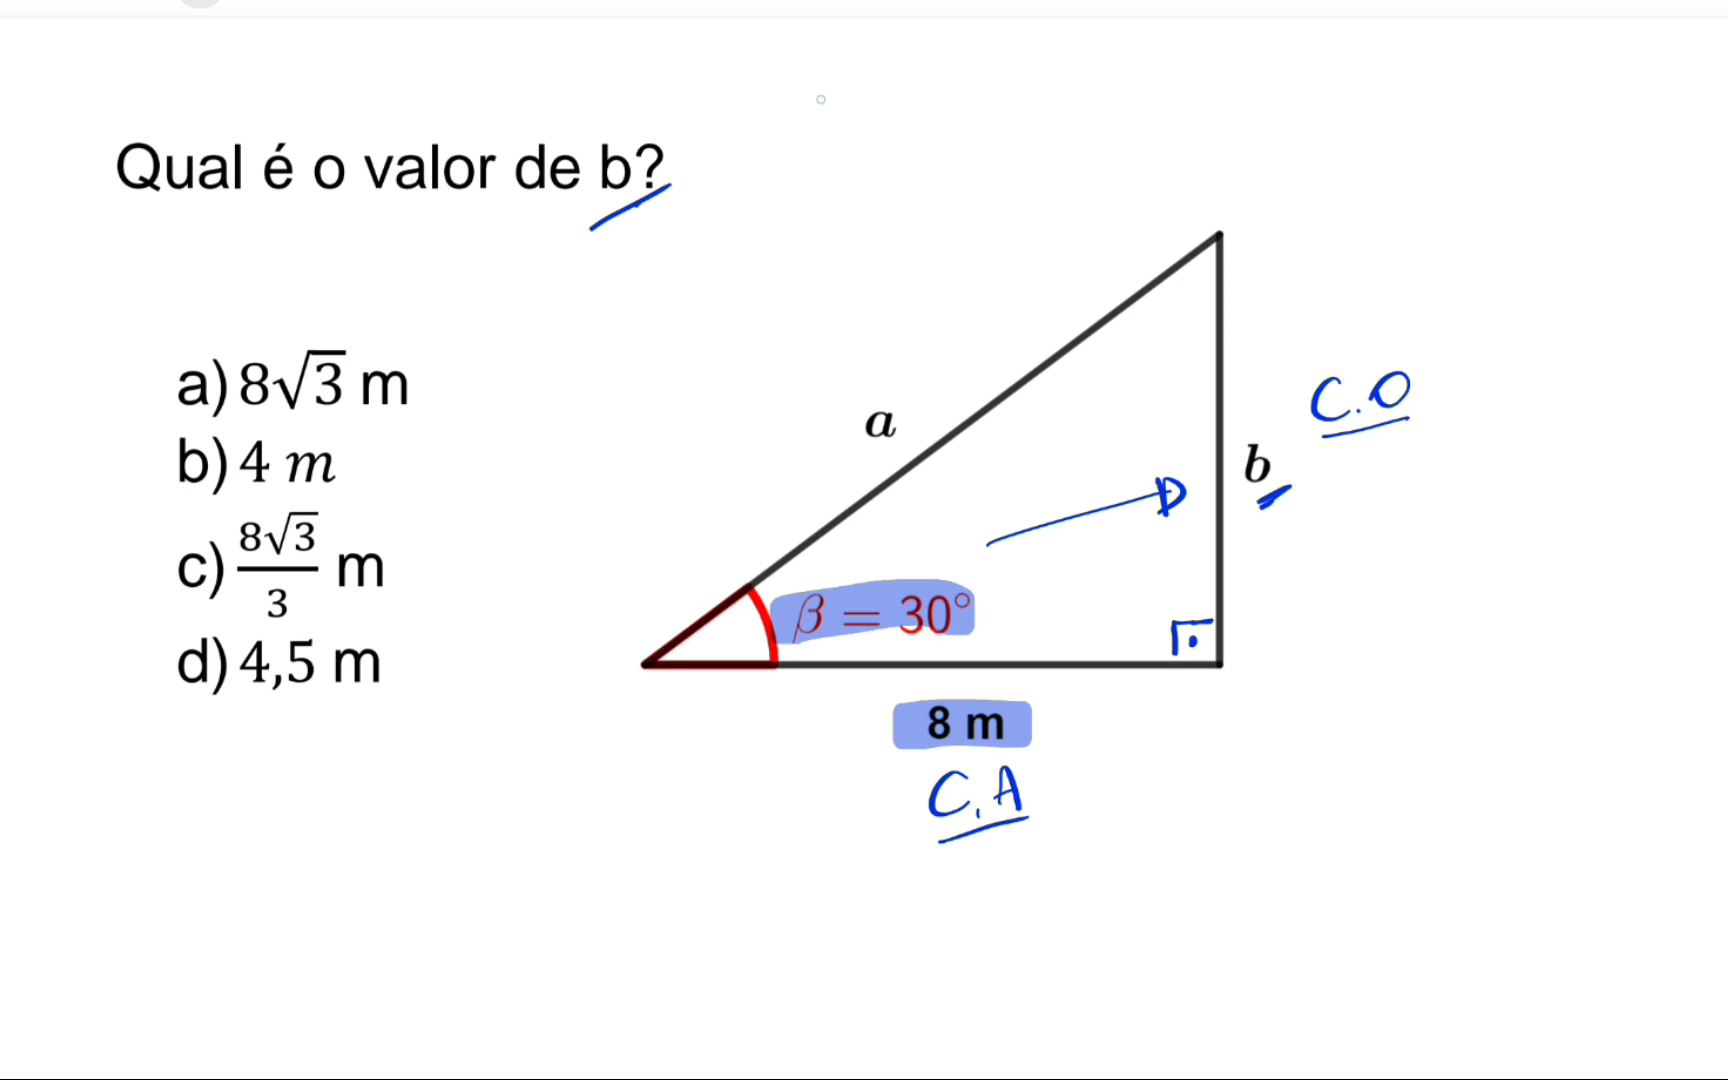 Qual é o valor de b?
a) 8√3 m
b) 4 m
c) 8√3/3 m
d) 4,5 m
a
C.O
b
β = 30°
8 m
C.A